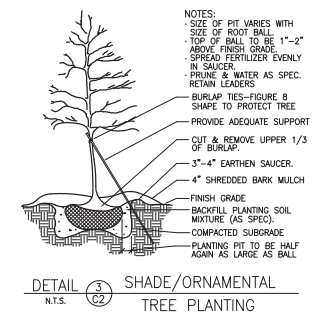 NOTES:
· SIZE OF PIT VARIES WITH
SIZE OF ROOT BALL.
· TOP OF BALL TO BE 1"-2"
ABOVE FINISH GRADE.
· SPREAD FERTILIZER EVENLY
IN SAUCER.
· PRUNE & WATER AS SPEC.
RETAIN LEADERS
BURLAP TIES-FIGURE 8
SHAPE TO PROTECT TREE
PROVIDE ADEQUATE SUPPORT
CUT & REMOVE UPPER 1/3
OF BURLAP.
3"-4" EARTHEN SAUCER.
4" SHREDDED BARK MULCH
FINISH GRADE
BACKFILL PLANTING SOIL
MIXTURE (AS SPEC).
COMPACTED SUBGRADE
PLANTING PIT TO BE HALF
AGAIN AS LARGE AS BALL
DETAIL 3 SHADE/ORNAMENTAL
N.T.S. C2 TREE PLANTING